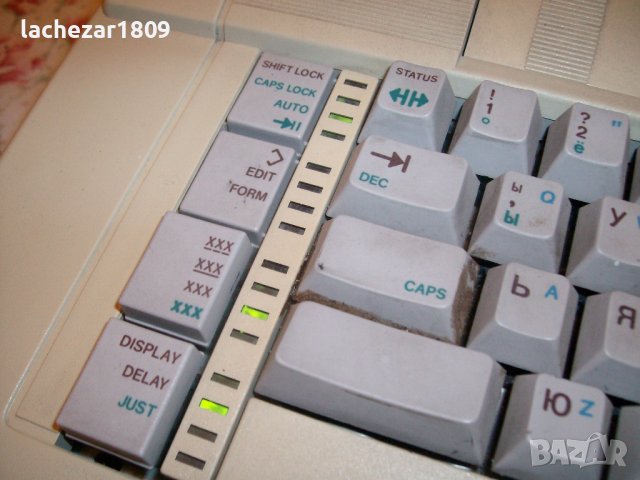 lachezar1809
SHIFT LOCK
CAPS LOCK
AUTO
EDIT
FORM
XXX
XXX
XXX
XXX
DISPLAY
DELAY
JUST
STATUS
!
1
°
?
2 "
ё
DEC
ы Q
, Ы
У
CAPS
Ь A
Я
Ю Z
BAZAR